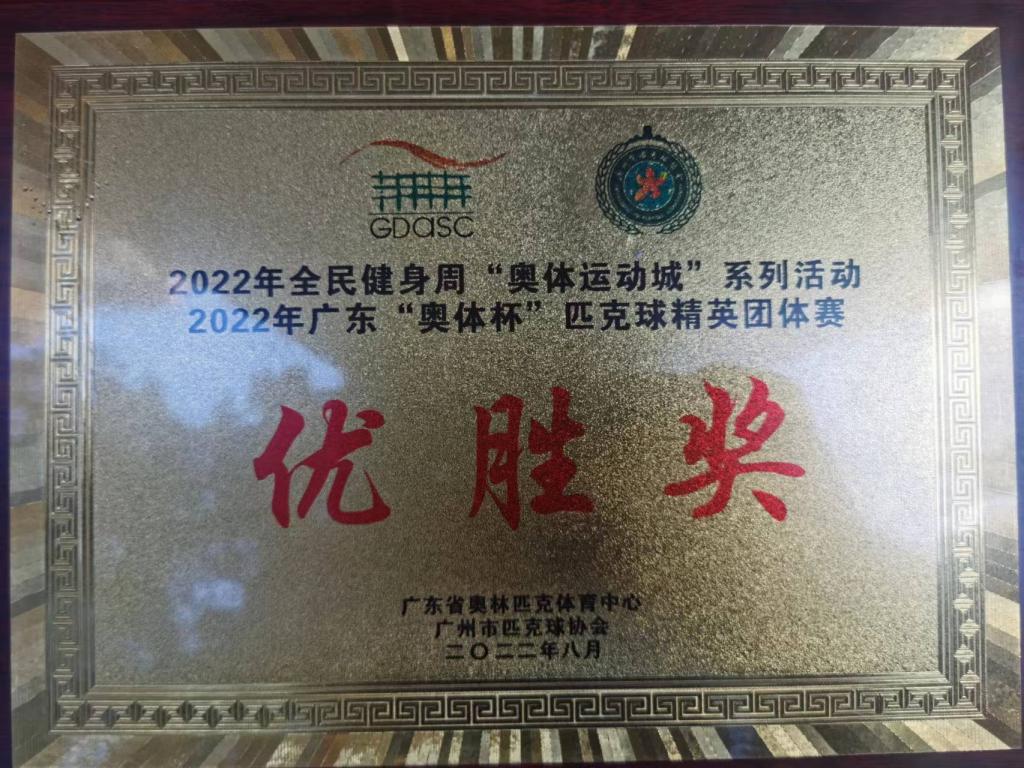 GDASC
2022年全民健身周“奥体运动城”系列活动
2022年广东“奥体杯”匹克球精英团体赛
优胜奖
广东省奥林匹克体育中心
广州市匹克球协会
二〇二二年八月